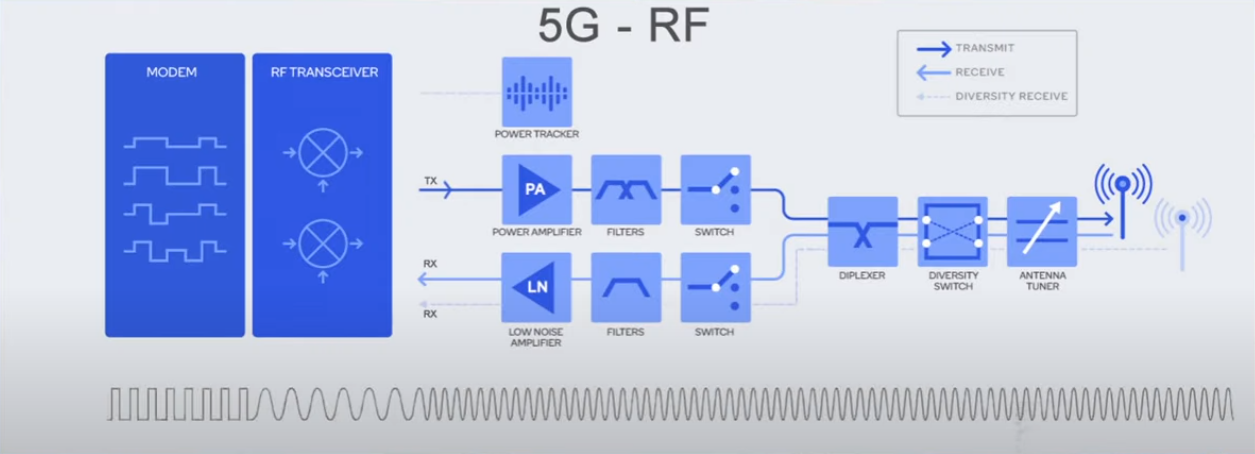 5G - RF
MODEM
RF TRANSCEIVER
TRANSMIT
RECEIVE
DIVERSITY RECEIVE
POWER TRACKER
TX
PA
POWER AMPLIFIER
FILTERS
SWITCH
DIPLEXER
DIVERSITY
SWITCH
ANTENNA
TUNER
RX
LN
RX
LOW NOISE
AMPLIFIER
FILTERS
SWITCH